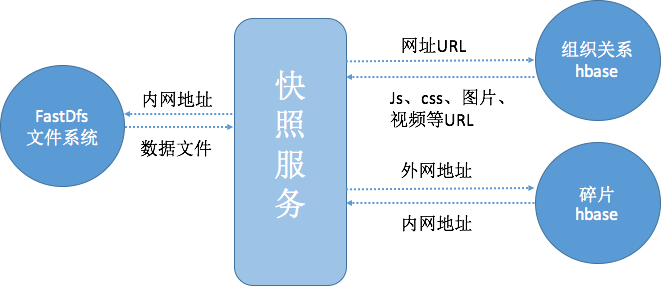 FastDfs
文件系统
内网地址
数据文件
快
照
服
务
网址URL
Js、css、图片、
视频等URL
外网地址
内网地址
组织关系
hbase
碎片
hbase